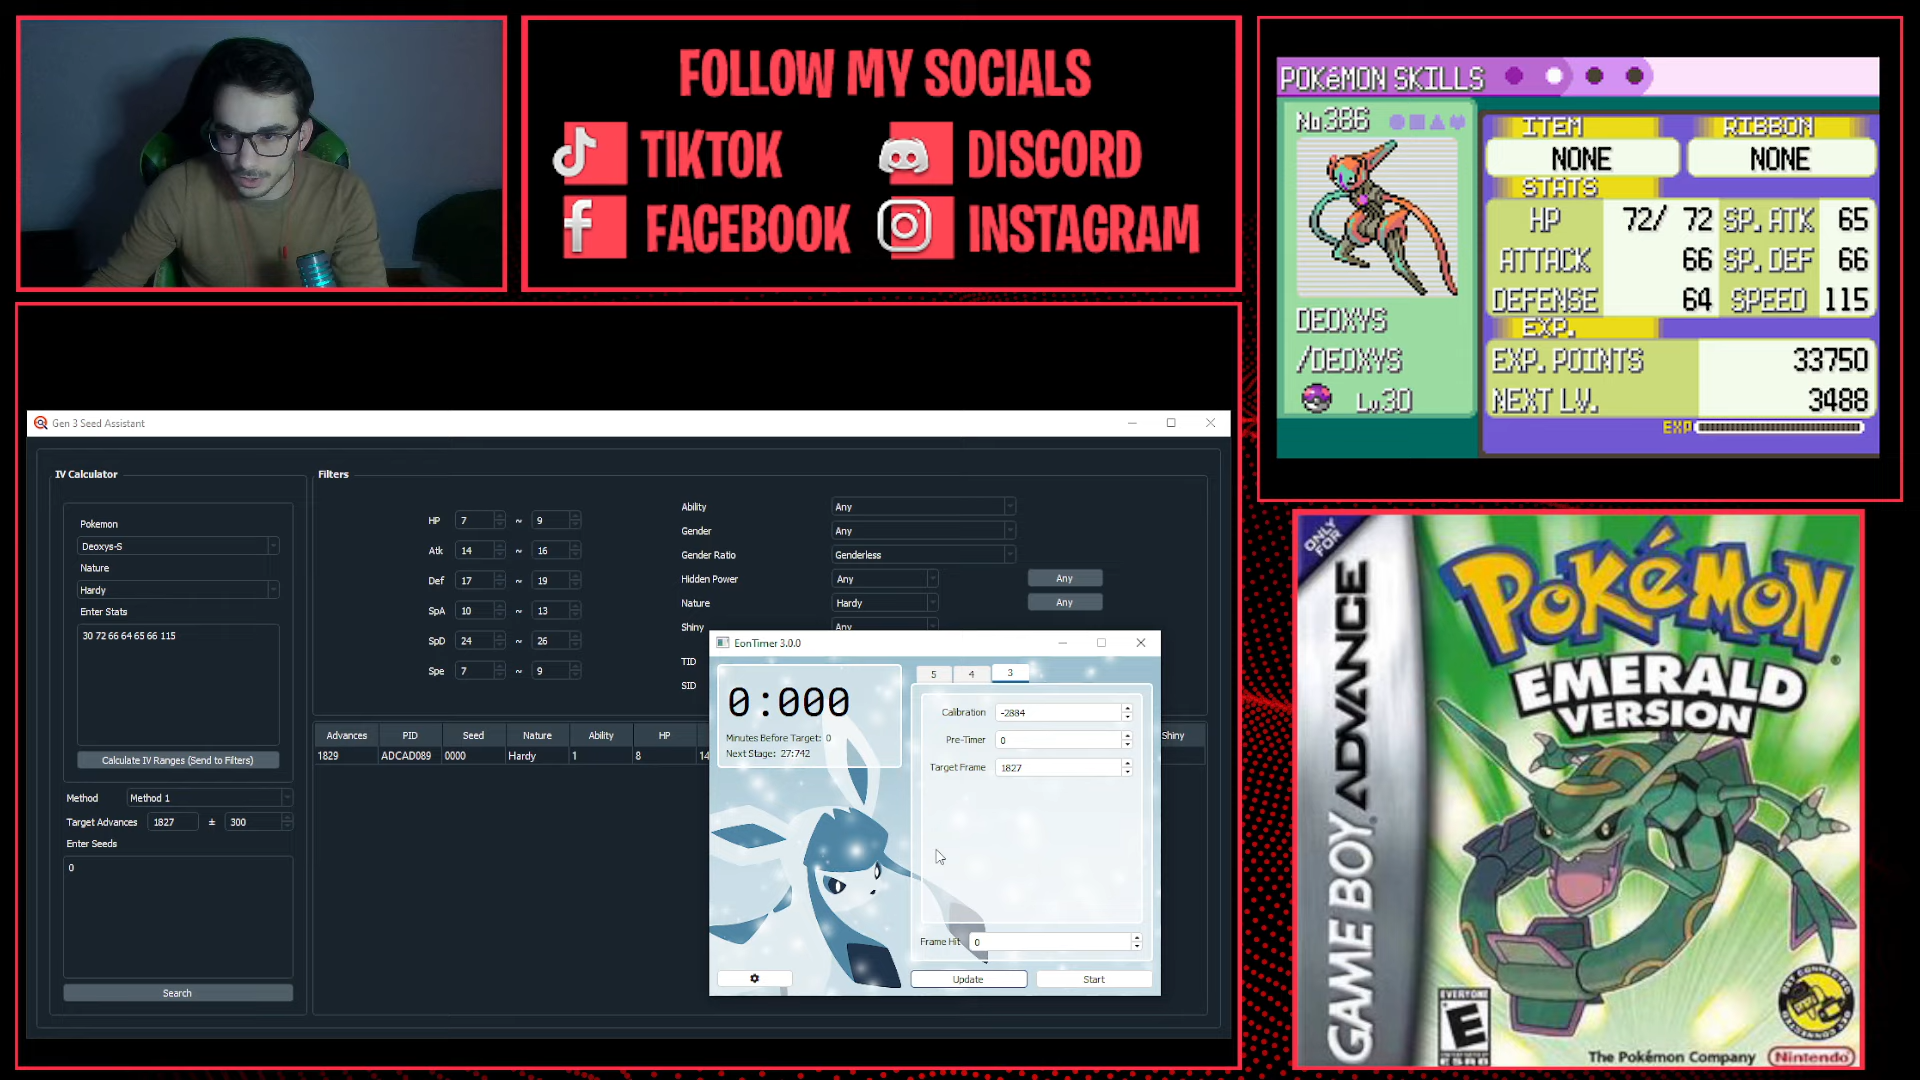 FOLLOW MY SOCIALS
TIKTOK
DISCORD
FACEBOOK
INSTAGRAM
POKéMON SKILLS
No386
DEOXYS
/DEOXYS
Lv30
ITEM
RIBBON
NONE
NONE
STATS
HP 72/ 72 SP. ATK 65
ATTACK 66 SP. DEF 66
DEFENSE 64 SPEED 115
EXP.
EXP. POINTS 33750
NEXT LV. 3488
EXP
Gen 3 Seed Assistant
IV Calculator
Pokemon
Deoxys-S
Nature
Hardy
Enter Stats
30 72 66 64 65 66 115
Calculate IV Ranges (Send to Filters)
Method Method 1
Target Advances 1827 ± 300
Enter Seeds
0
Search
Filters
HP 7 ~ 9
Atk 14 ~ 16
Def 17 ~ 19
SpA 10 ~ 13
SpD 24 ~ 26
Spe 7 ~ 9
Ability Any
Gender Any
Gender Ratio Genderless
Hidden Power Any Any
Nature Hardy Any
Shiny Any
TID
SID
Advances PID Seed Nature Ability HP Shiny
1829 ADCAD089 0000 Hardy 1 8 14
EonTimer 3.0.0
0:000
Minutes Before Target: 0
Next Stage: 27:742
5 4 3
Calibration -2884
Pre-Timer 0
Target Frame 1827
Frame Hit 0
Update Start
ONLY FOR
GAME BOY ADVANCE
POKéMON
EMERALD
VERSION
GET CONNECTED
EVERYONE
E
ESRB
The Pokémon Company
Nintendo